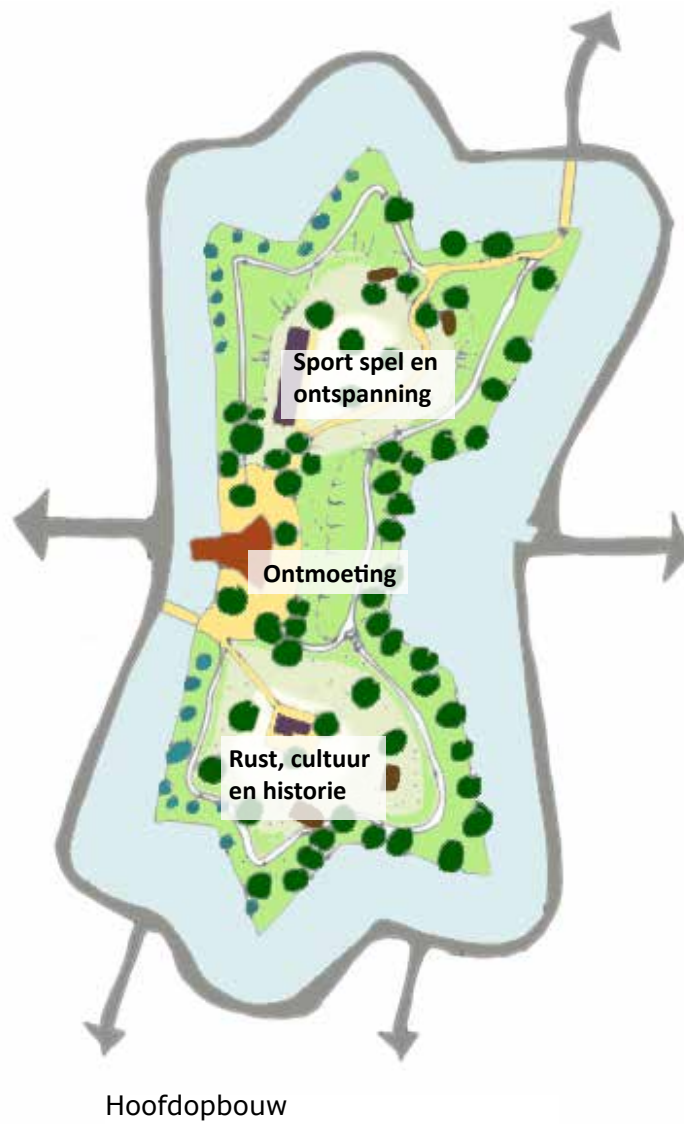 Sport spel en
ontspanning
Ontmoeting
Rust, cultuur
en historie
Hoofdopbouw